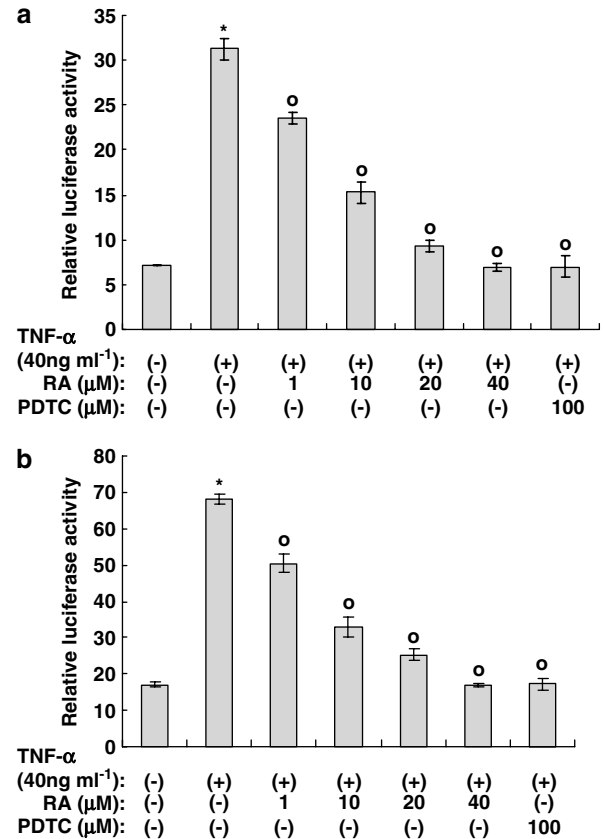 a
Relative luciferase activity
35
30
25
20
15
10
5
0
*
o
o
o
o
o
TNF-α
(40ng ml⁻¹): (-) (+) (+) (+) (+) (+) (+)
RA (μM): (-) (-) 1 10 20 40 (-)
PDTC (μM): (-) (-) (-) (-) (-) (-) 100
b
Relative luciferase activity
80
70
60
50
40
30
20
10
0
*
o
o
o
o
o
TNF-α
(40ng ml⁻¹): (-) (+) (+) (+) (+) (+) (+)
RA (μM): (-) (-) 1 10 20 40 (-)
PDTC (μM): (-) (-) (-) (-) (-) (-) 100